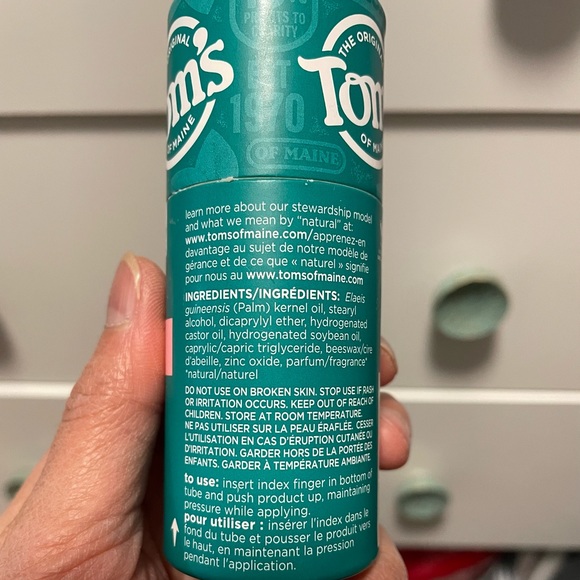 PROFITS TO
CHARITY
THE ORIGINAL
Tom's
OF MAINE
EST
1970
OF MAINE
THE ORIGINAL
Tom
OF MA
learn more about our stewardship model
and what we mean by "natural" at:
www.tomsofmaine.com/apprenez-en
davantage au sujet de notre modèle de
gérance et de ce que « naturel » signifie
pour nous au www.tomsofmaine.com
INGREDIENTS/INGRÉDIENTS: Elaeis
guineensis (Palm) kernel oil, stearyl
alcohol, dicaprylyl ether, hydrogenated
castor oil, hydrogenated soybean oil,
caprylic/capric triglyceride, beeswax/cire
d'abeille, zinc oxide, parfum/fragrance*
*natural/naturel
DO NOT USE ON BROKEN SKIN. STOP USE IF RASH
OR IRRITATION OCCURS. KEEP OUT OF REACH OF
CHILDREN. STORE AT ROOM TEMPERATURE.
NE PAS UTILISER SUR LA PEAU ÉRAFLÉE. CESSER
L'UTILISATION EN CAS D'ÉRUPTION CUTANÉE OU
D'IRRITATION. GARDER HORS DE LA PORTÉE DES
ENFANTS. GARDER À TEMPÉRATURE AMBIANTE.
to use: insert index finger in bottom of
tube and push product up, maintaining
pressure while applying.
pour utiliser : insérer l'index dans le
fond du tube et pousser le produit vers
le haut, en maintenant la pression
pendant l'application.